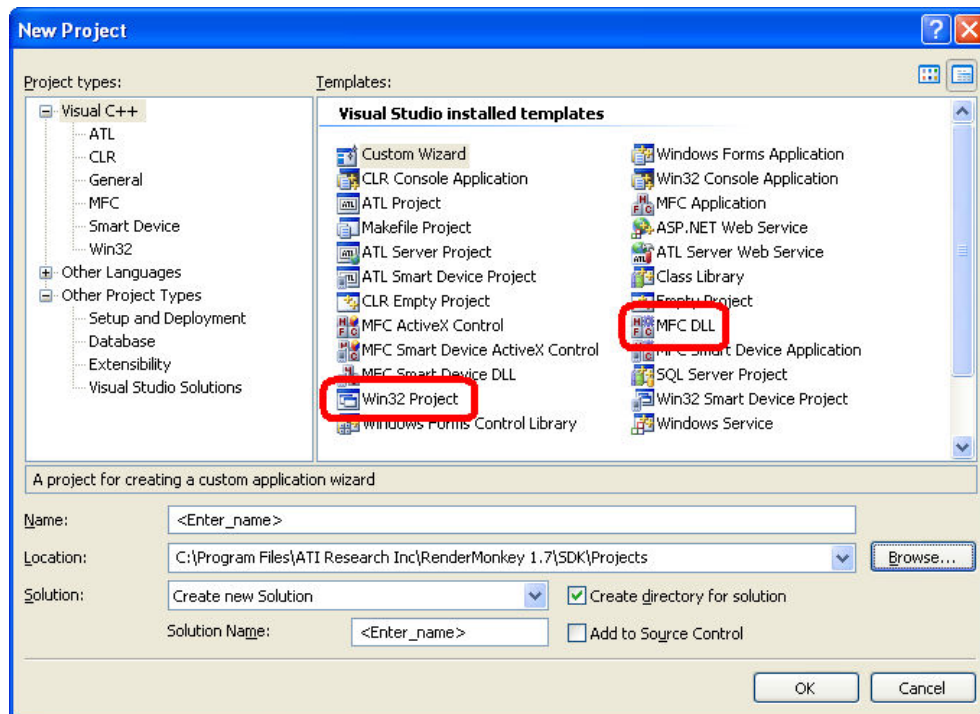 New Project
Project types:
Templates:
Visual C++
ATL
CLR
General
MFC
Smart Device
Win32
Other Languages
Other Project Types
Setup and Deployment
Database
Extensibility
Visual Studio Solutions
Visual Studio installed templates
Custom Wizard
Windows Forms Application
CLR Console Application
Win32 Console Application
ATL Project
MFC Application
Makefile Project
ASP.NET Web Service
ATL Server Project
ATL Server Web Service
ATL Smart Device Project
Class Library
CLR Empty Project
Empty Project
MFC ActiveX Control
MFC DLL
MFC Smart Device ActiveX Control
MFC Smart Device Application
MFC Smart Device DLL
SQL Server Project
Win32 Project
Win32 Smart Device Project
Windows Forms Control Library
Windows Service
A project for creating a custom application wizard
Name:
<Enter_name>
Location:
C:\Program Files\ATI Research Inc\RenderMonkey 1.7\SDK\Projects
Browse...
Solution:
Create new Solution
Create directory for solution
Solution Name:
<Enter_name>
Add to Source Control
OK
Cancel